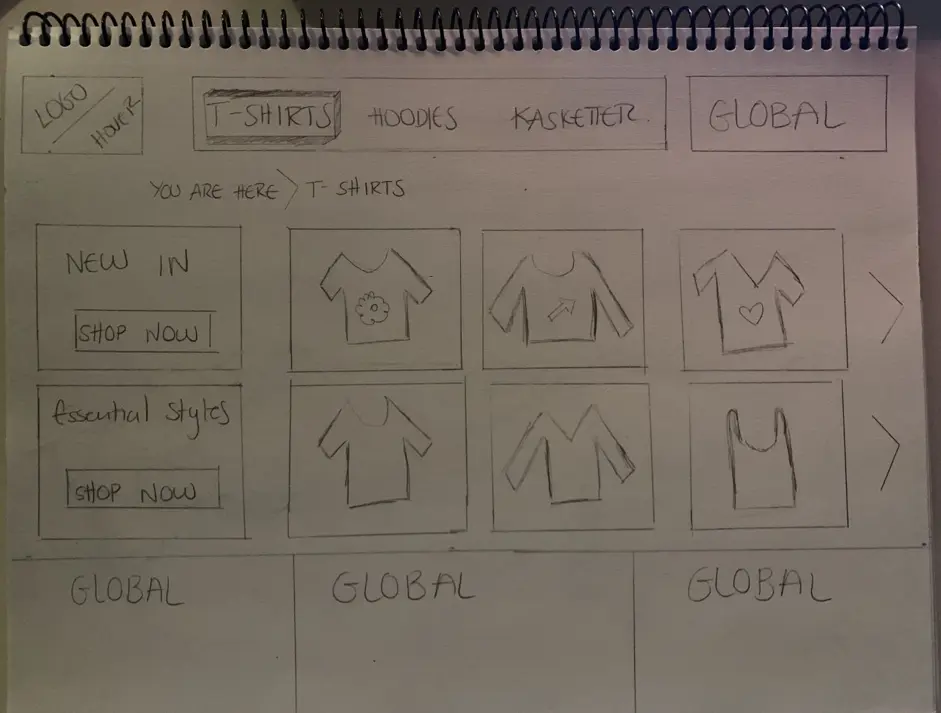 LOGO
HOVER
T-SHIRTS HOODIES KASKETTER
GLOBAL
YOU ARE HERE > T-SHIRTS
NEW IN
SHOP NOW
Essential Styles
SHOP NOW
GLOBAL GLOBAL GLOBAL